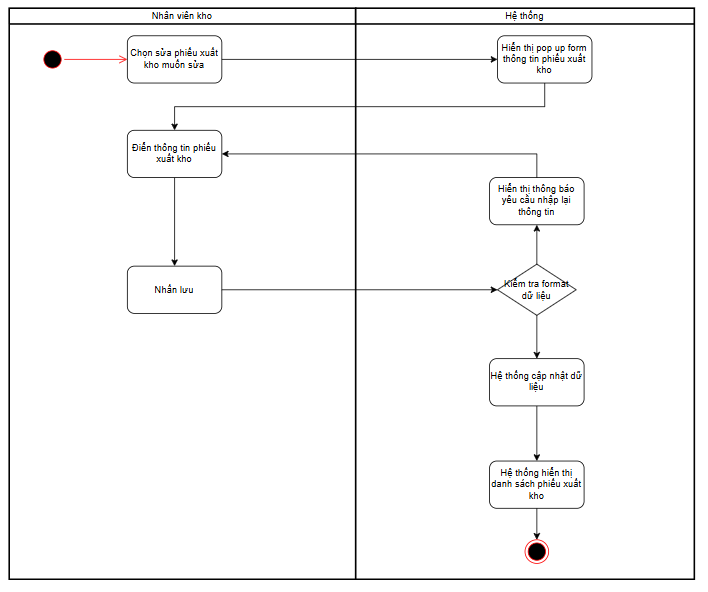 Nhân viên kho
Hệ thống
Chọn sửa phiếu xuất
kho muốn sửa
Hiển thị pop up form
thông tin phiếu xuất
kho
Điền thông tin phiếu
xuất kho
Hiển thị thông báo
yêu cầu nhập lại
thông tin
Nhấn lưu
Kiểm tra format
dữ liệu
Hệ thống cập nhật dữ
liệu
Hệ thống hiển thị
danh sách phiếu xuất
kho